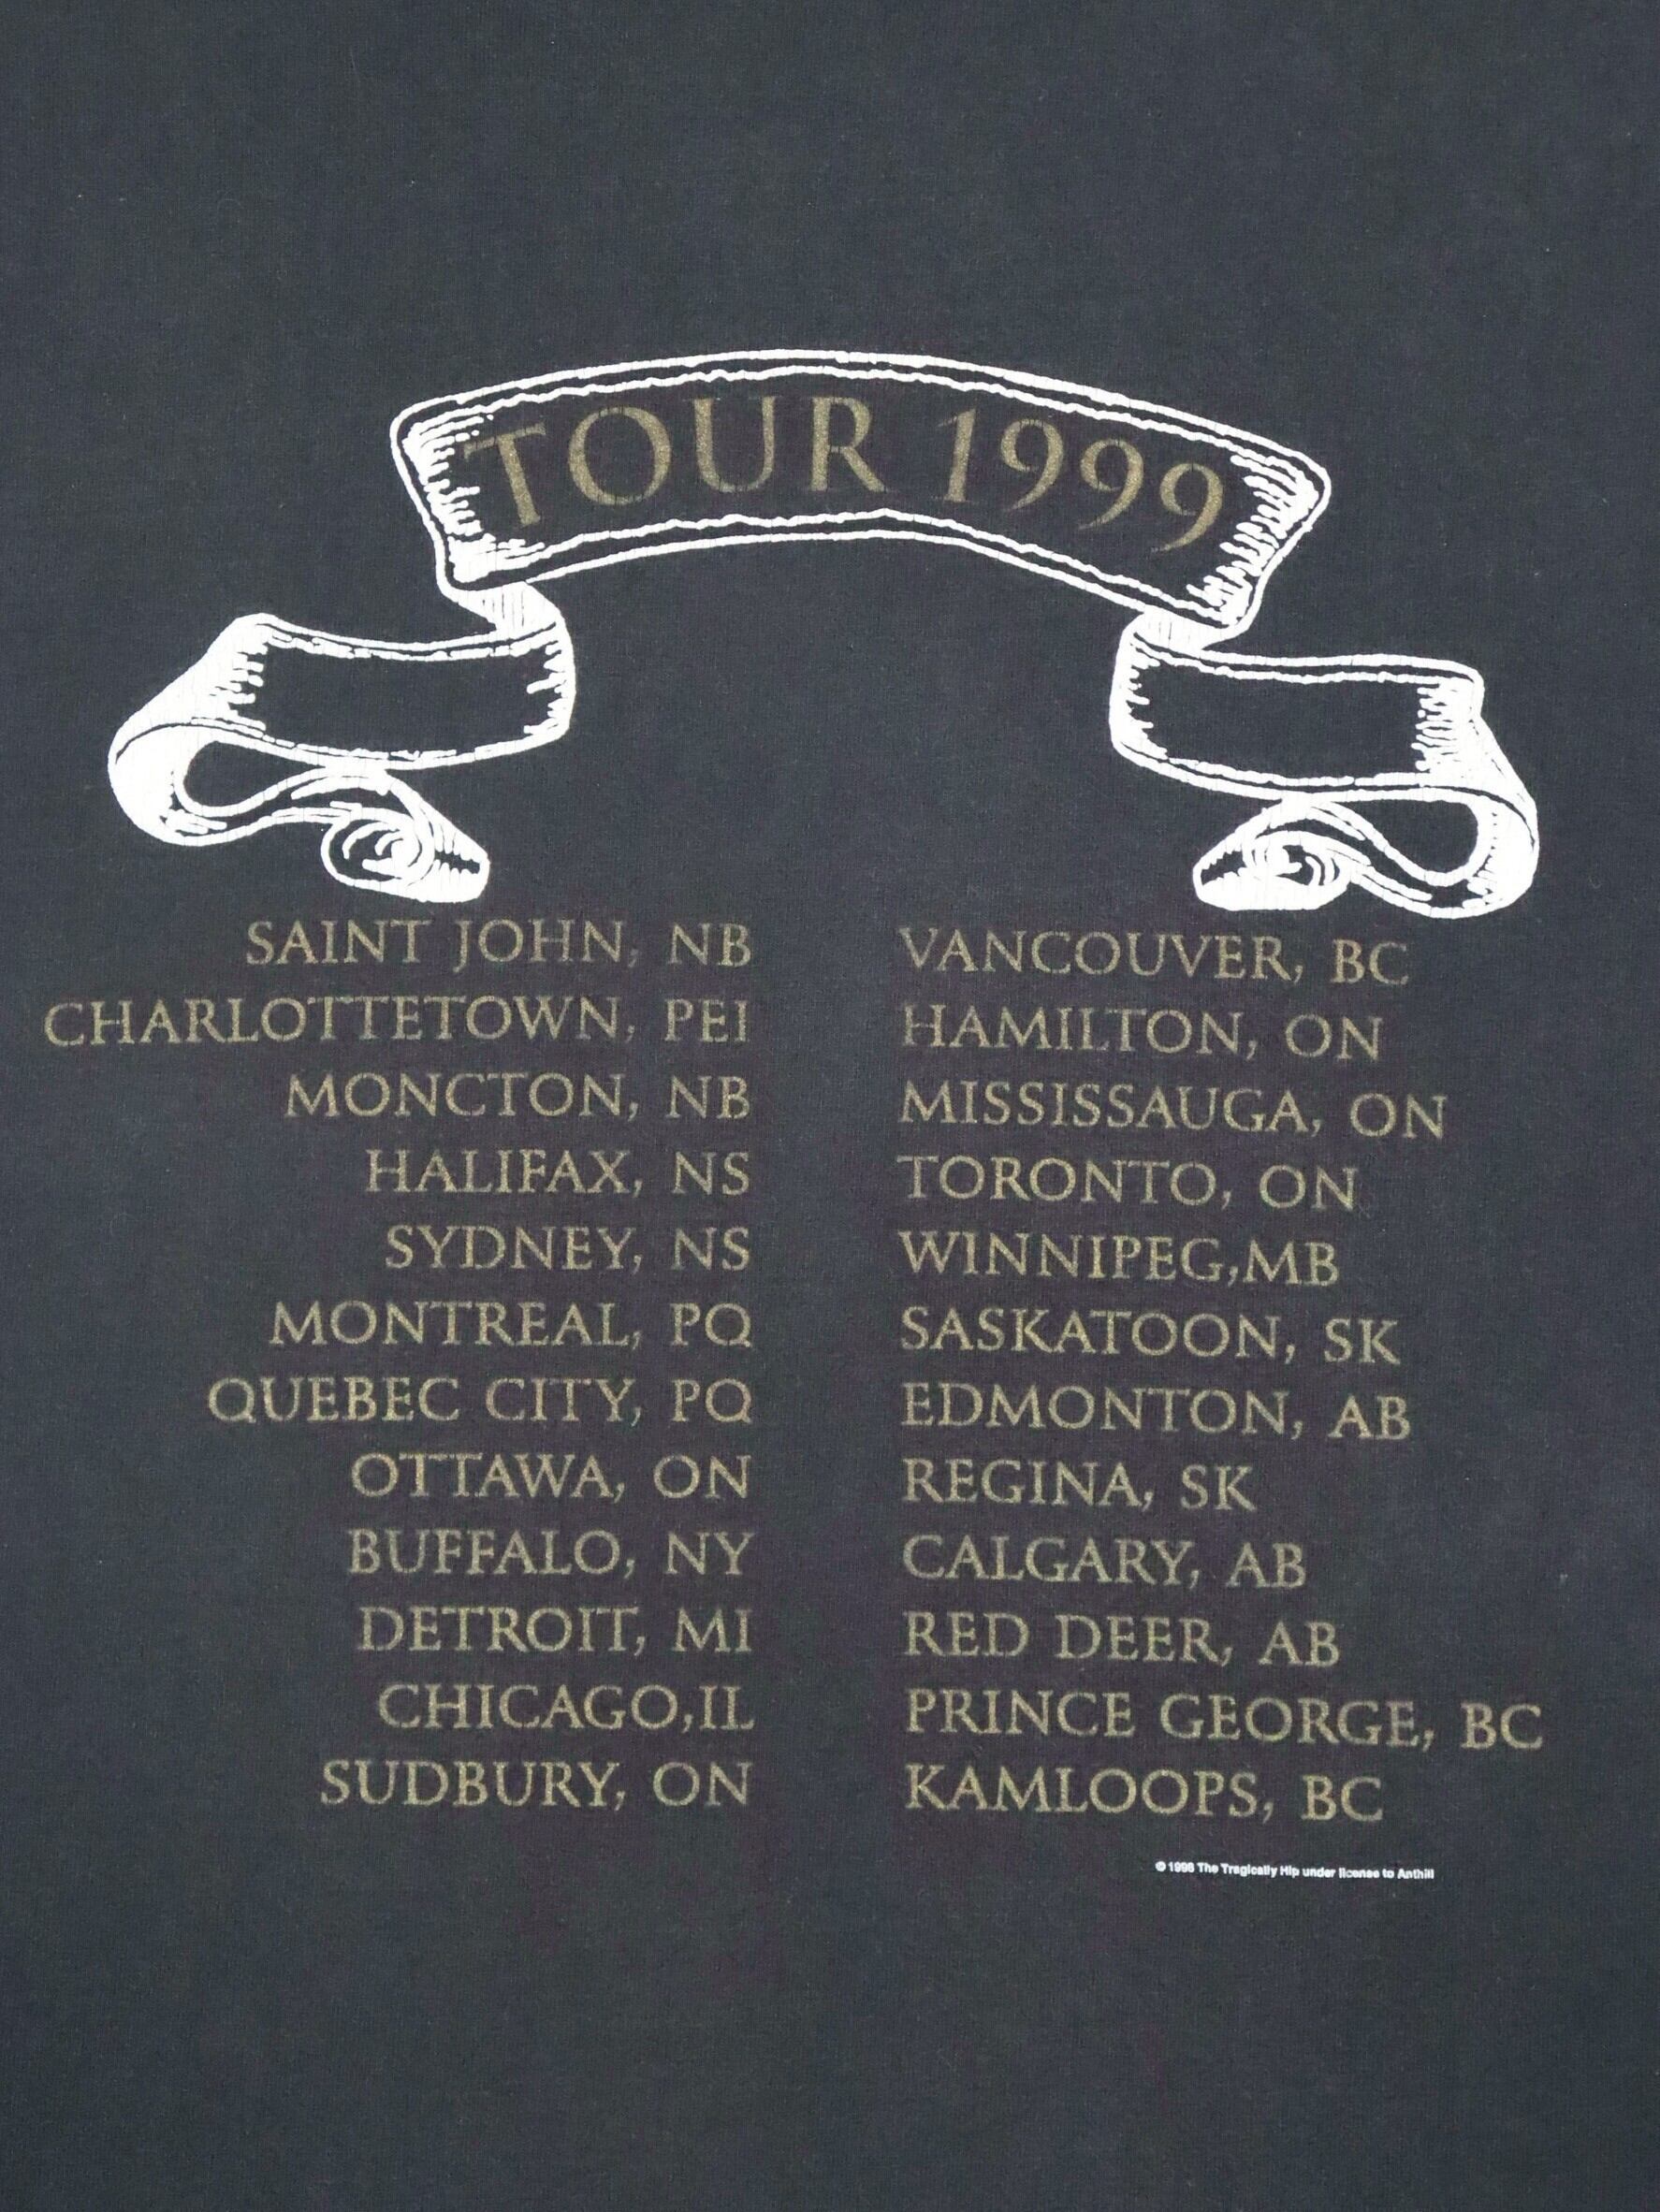 TOUR 1999
SAINT JOHN, NB
CHARLOTTETOWN, PEI
MONCTON, NB
HALIFAX, NS
SYDNEY, NS
MONTREAL, PQ
QUEBEC CITY, PQ
OTTAWA, ON
BUFFALO, NY
DETROIT, MI
CHICAGO,IL
SUDBURY, ON
VANCOUVER, BC
HAMILTON, ON
MISSISSAUGA, ON
TORONTO, ON
WINNIPEG,MB
SASKATOON, SK
EDMONTON, AB
REGINA, SK
CALGARY, AB
RED DEER, AB
PRINCE GEORGE, BC
KAMLOOPS, BC
© 1998 The Tragically Hip under license to Anthill